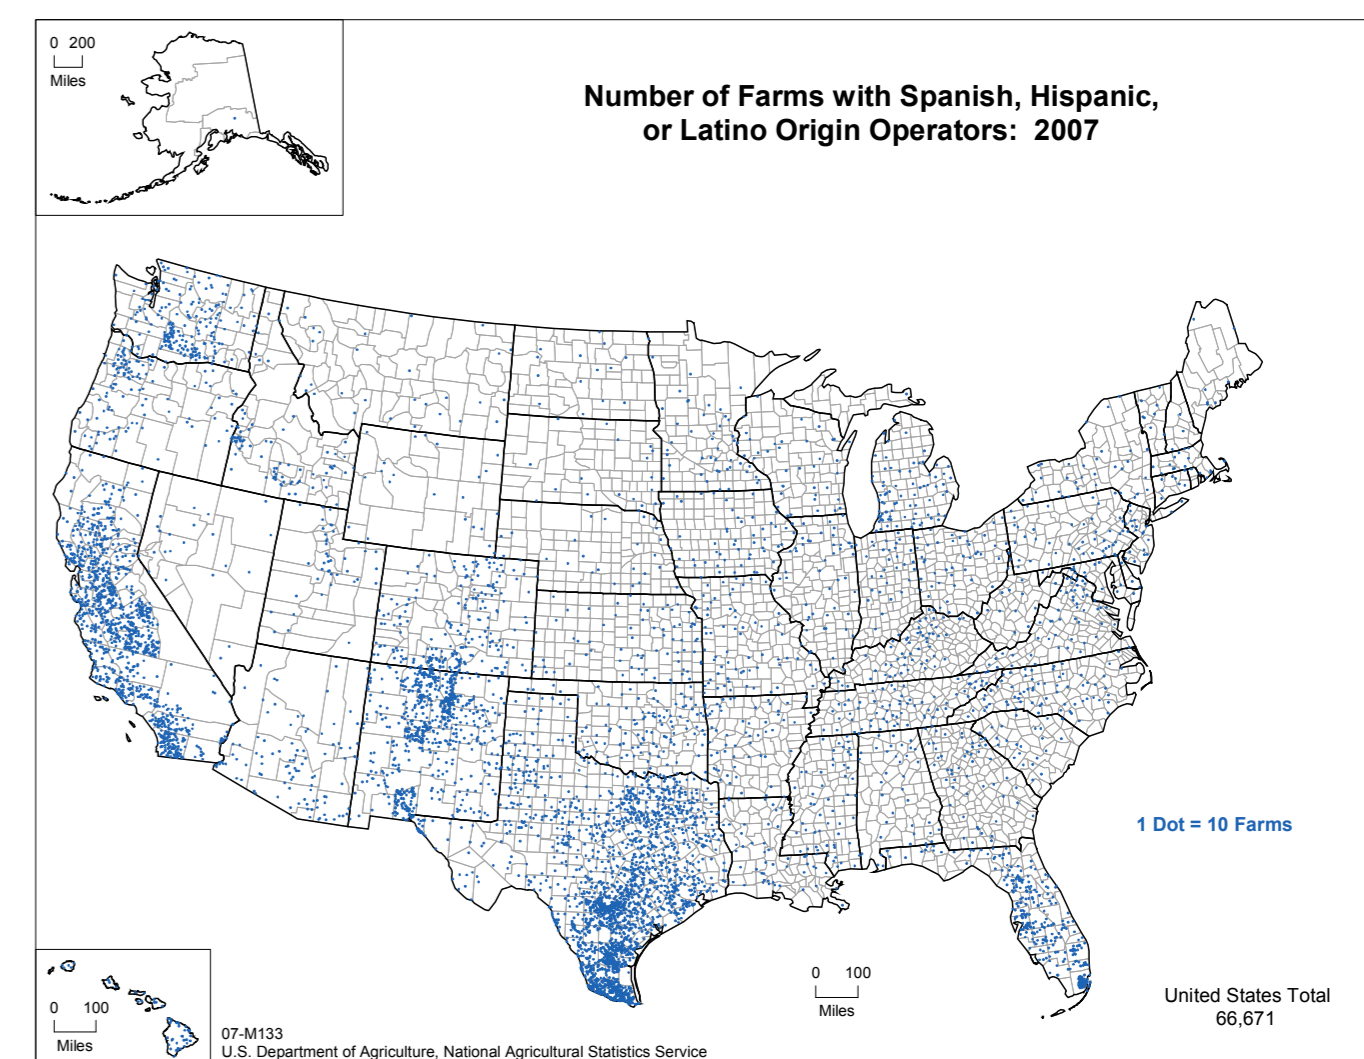 0 200
Miles
Number of Farms with Spanish, Hispanic,
or Latino Origin Operators: 2007
1 Dot = 10 Farms
0 100
Miles
United States Total
66,671
0 100
Miles
07-M133
U.S. Department of Agriculture, National Agricultural Statistics Service